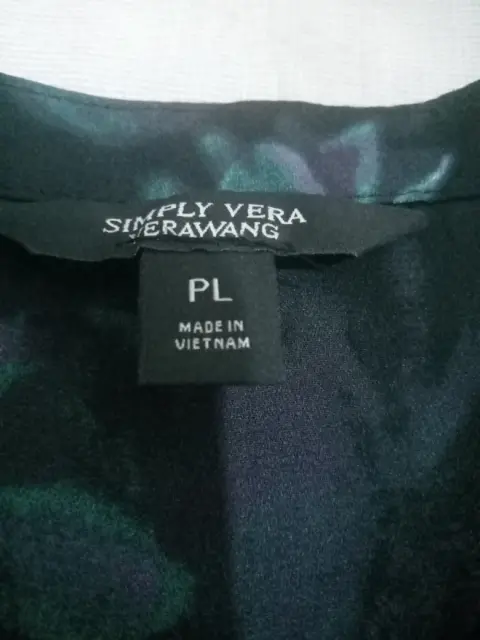 SIMPLY VERA
VERAWANG
PL
MADE IN
VIETNAM